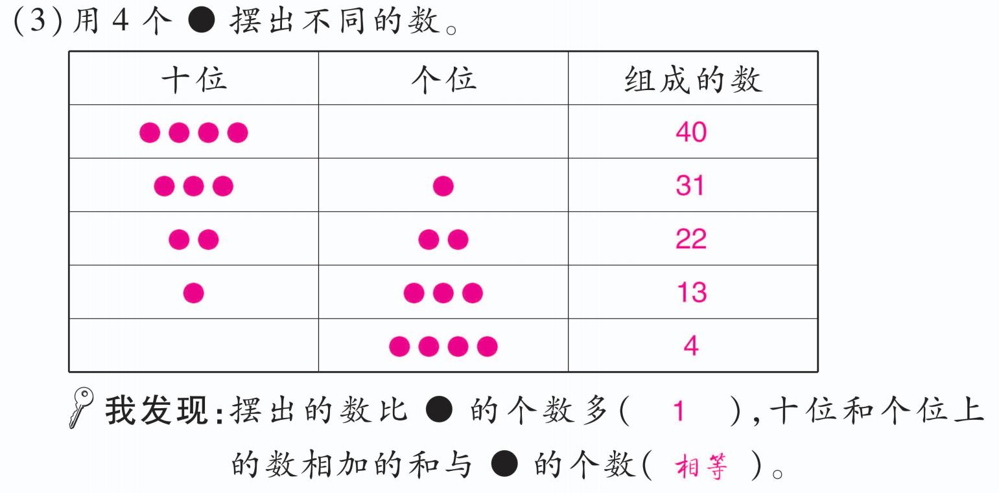 (3)用 4 个 ● 摆出不同的数。
十位 个位 组成的数
●●●● 40
●●● ● 31
●● ●● 22
● ●●● 13
●●●● 4
我发现:摆出的数比 ● 的个数多( 1 ),十位和个位上
的数相加的和与 ● 的个数( 相等 )。